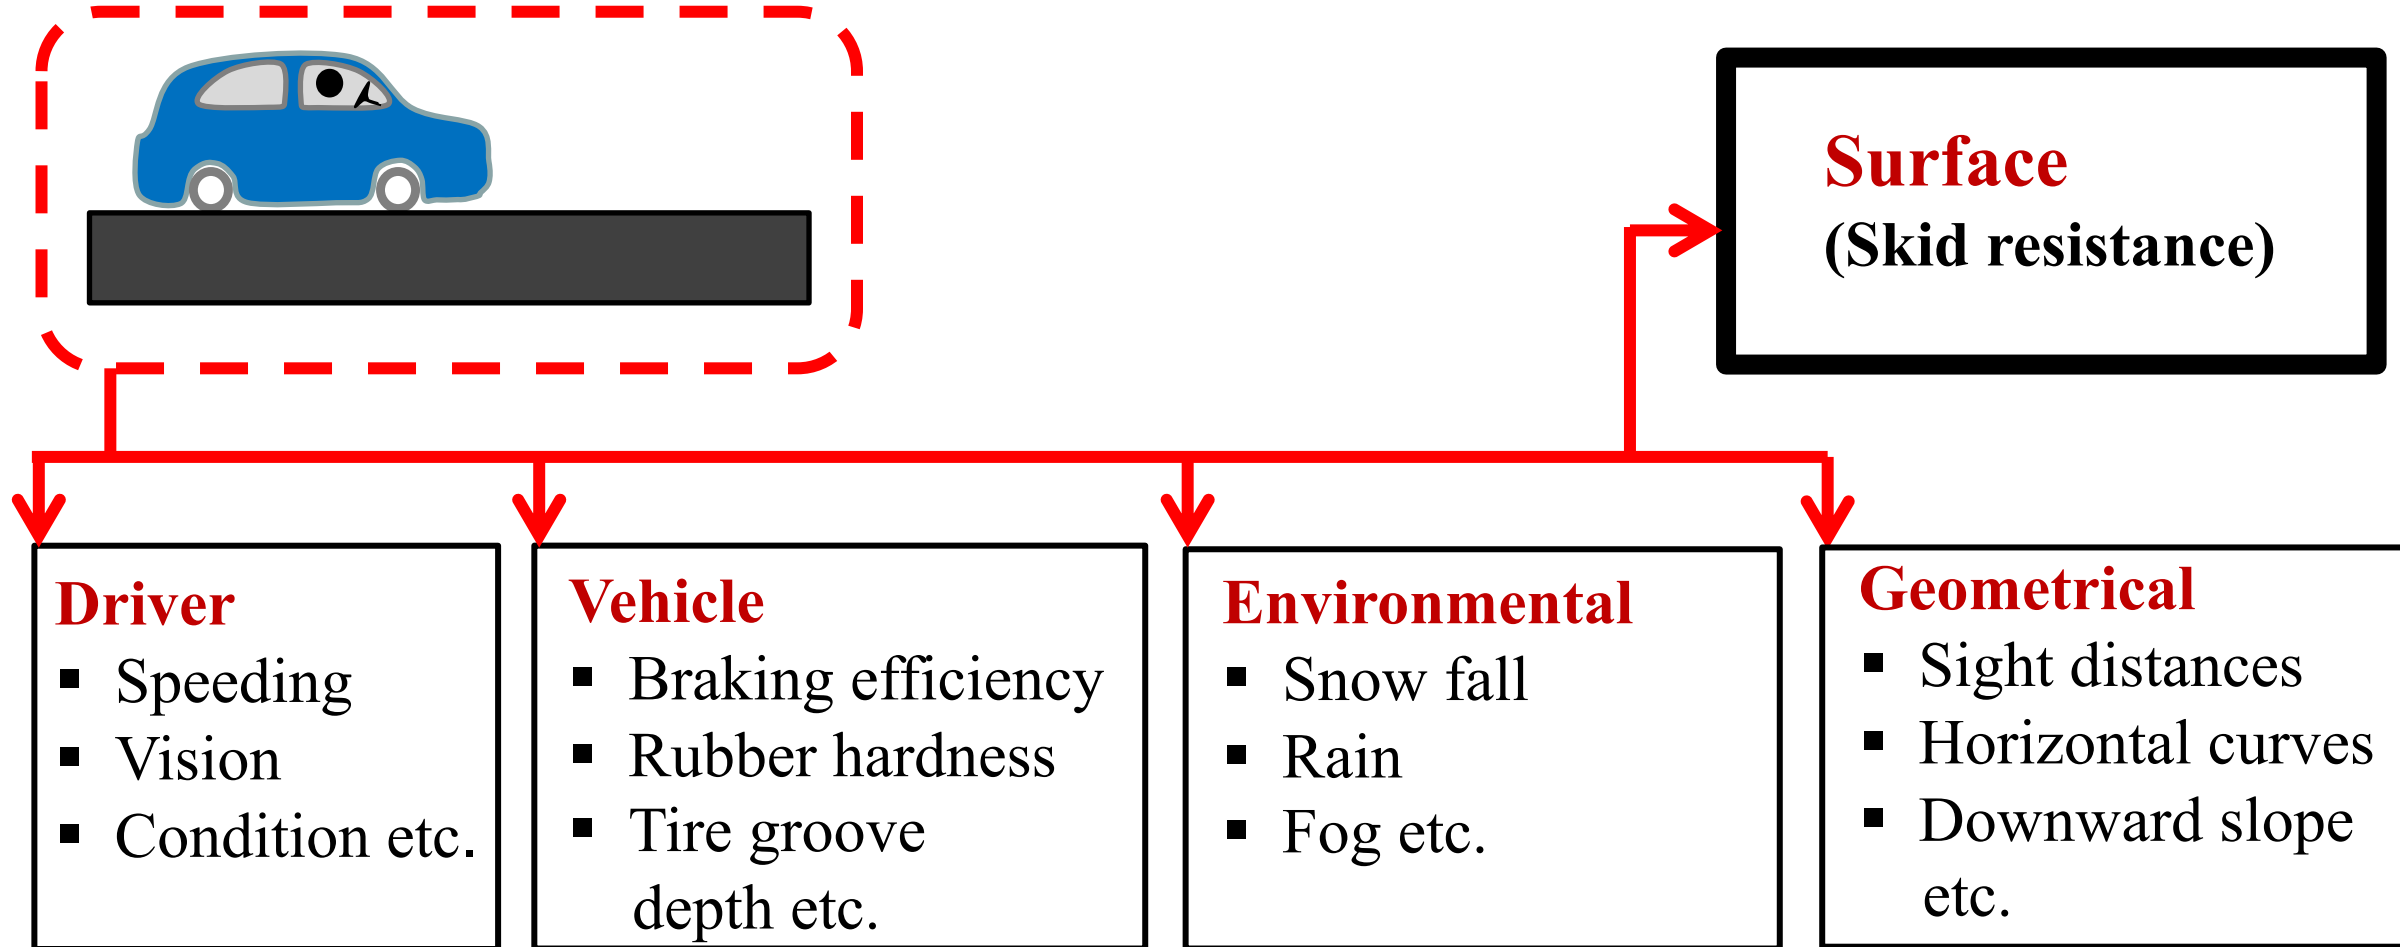 Surface
(Skid resistance)
Driver
▪ Speeding
▪ Vision
▪ Condition etc.
Vehicle
▪ Braking efficiency
▪ Rubber hardness
▪ Tire groove
depth etc.
Environmental
▪ Snow fall
▪ Rain
▪ Fog etc.
Geometrical
▪ Sight distances
▪ Horizontal curves
▪ Downward slope
etc.